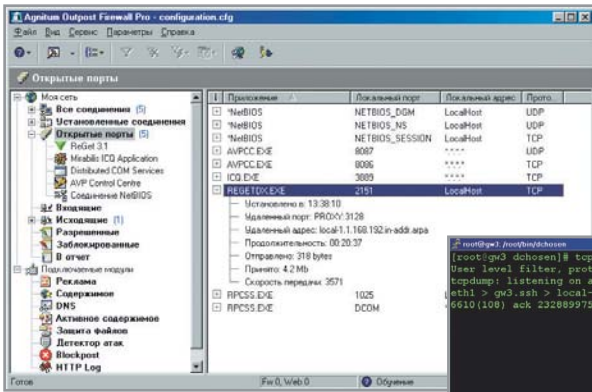 Agnitum Outpost Firewall Pro - configuration.cfg
Файл Вид Сервис Параметры Справка
Открытые порты
Моя сеть
Все соединения (5)
Установленные соединения
Открытые порты (5)
ReGet 3.1
Mirabilis ICQ Application
Distributed COM Services
AVP Control Centre
Соединение NetBIOS
Входящие
Исходящие (1)
Разрешенные
Заблокированные
В отчет
Подключаемые модули
Реклама
Содержимое
DNS
Активное содержимое
Защита файлов
Детектор атак
Blockpost
HTTP Log
Приложение Локальный порт Локальный адрес Прото...
*NetBIOS NETBIOS_DGM LocalHost UDP
*NetBIOS NETBIOS_NS LocalHost UDP
*NetBIOS NETBIOS_SESSION LocalHost TCP
AVPCC.EXE 8087 *.*.*.* UDP
AVPCC.EXE 8086 *.*.*.* TCP
ICQ.EXE 3889 *.*.*.* TCP
REGETDX.EXE 2151 LocalHost TCP
Установлено в: 13:38:10
Удаленный порт: PROXY:3128
Удаленный адрес: local-1.1.168.192.in-addr.arpa
Продолжительность: 00:20:37
Отправлено: 318 bytes
Принято: 4.2 Mb
Скорость передачи: 3571
RPCSS.EXE 1025
RPCSS.EXE DCOM
root@gw3:/root/bin/dchosen
[root@gw3 dchosen]# tcp
User level filter, prot
tcpdump: listening on a
eth1 > gw3.ssh > local-
6610(108) ack 232889975
Готов
Fw:0, Web:0 Обучение